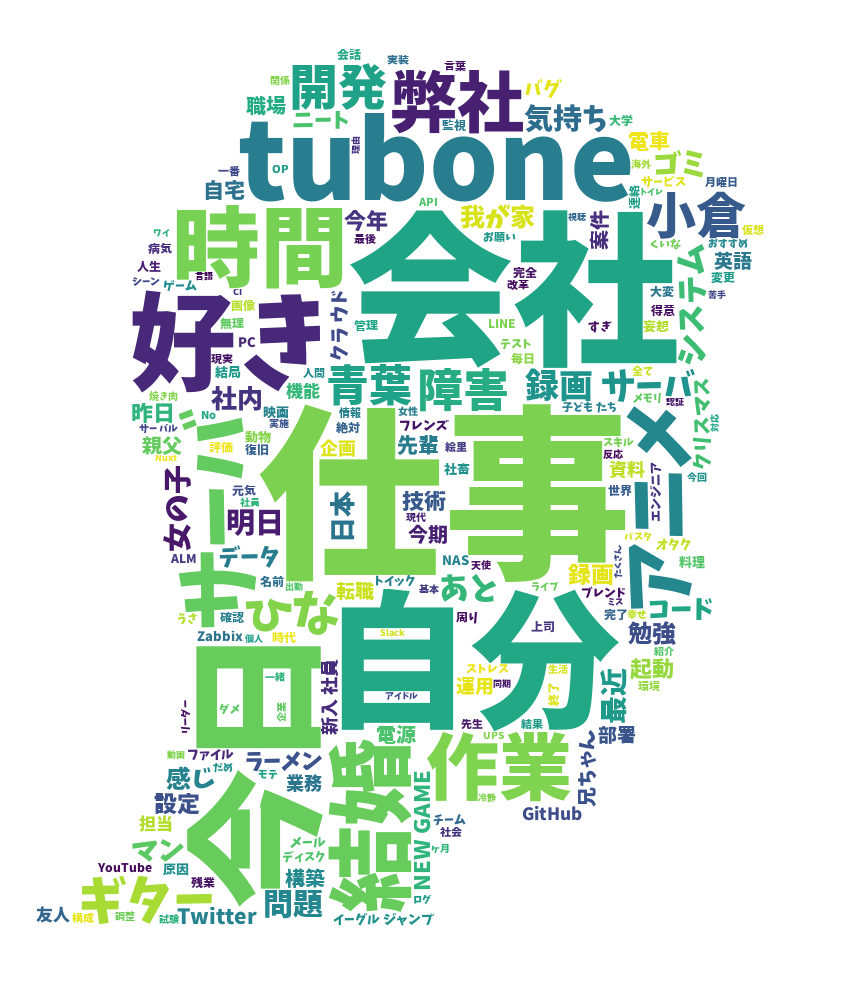 会話
実装
言葉
関係
開発
弊社
バグ
職場
ニート
監視
気持ち
大学
tubone
理由
電車
海外
ゴミ
一番
OP
自宅
サービス
トイレ
連絡
月曜日
API
今年
我が家
視聴
案件
小倉
仮想
時間
会社
ワイ
病気
最後
お願い
くいな
おすすめ
英語
人生
言語
完全
改革
システム
変更
シーン
ゲーム
CI
大変
苦手
好き
画像
クラウド
得意
無理
管理
LINE
すぎ
妄想
PC
テスト
現実
毎日
結局
人間
青葉
障害
録画
サーバ
全て
社内
機能
メモリ
認証
焼き肉
昨日
No
映画
情報
女性
子ども たち
クリスマス
対応
サーバル
実施
絶対
フレンズ
親父
評価
動物
復旧
企画
先輩
絵里
スキル
反応
Nuxt
仕事
社畜
資料
エンジニア
今回
女の子
元気
社員
日本
技術
世界
アニメ
サーバー
明日
現代
今期
バスタ
オタク
ALM
データ
NAS
天使
たくさん
料理
名前
出勤
トイック
録画
転職
基本
あと
ライブ
ブレンド
ミス
コード
うさ
確認
ひな
周り
完了
幸せ
Zabbix
個人
時代
Slack
上司
勉強
紹介
日
自分
一緒
新入 社員
ストレス
生活
起動
環境
運用
同期
終了
最近
アイドル
ダメ
企業
リーダー
先生
結果
電源
UPS
部署
動画
ファイル
ラーメン
作業
兄ちゃん
感じ
だめ
モテ
業務
結婚
冷静
設定
今
NEW GAME
GitHub
担当
チーム
社会
マン
メール
ディスク
ヶ月
YouTube
原因
残業
構築
ギター
ログ
友人
構成
調整
試験
Twitter
問題
イーグル ジャンプ